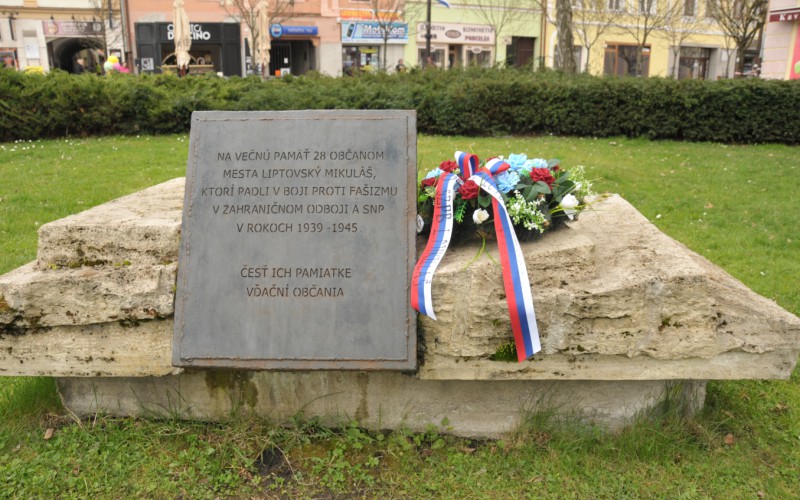 NA VEČNÚ PAMÄŤ 28 OBČANOM
MESTA LIPTOVSKÝ MIKULÁŠ,
KTORÍ PADLI V BOJI PROTI FAŠIZMU
V ZAHRANIČNOM ODBOJI A SNP
V ROKOCH 1939 -1945
ČESŤ ICH PAMIATKE
VĎAČNÍ OBČANIA